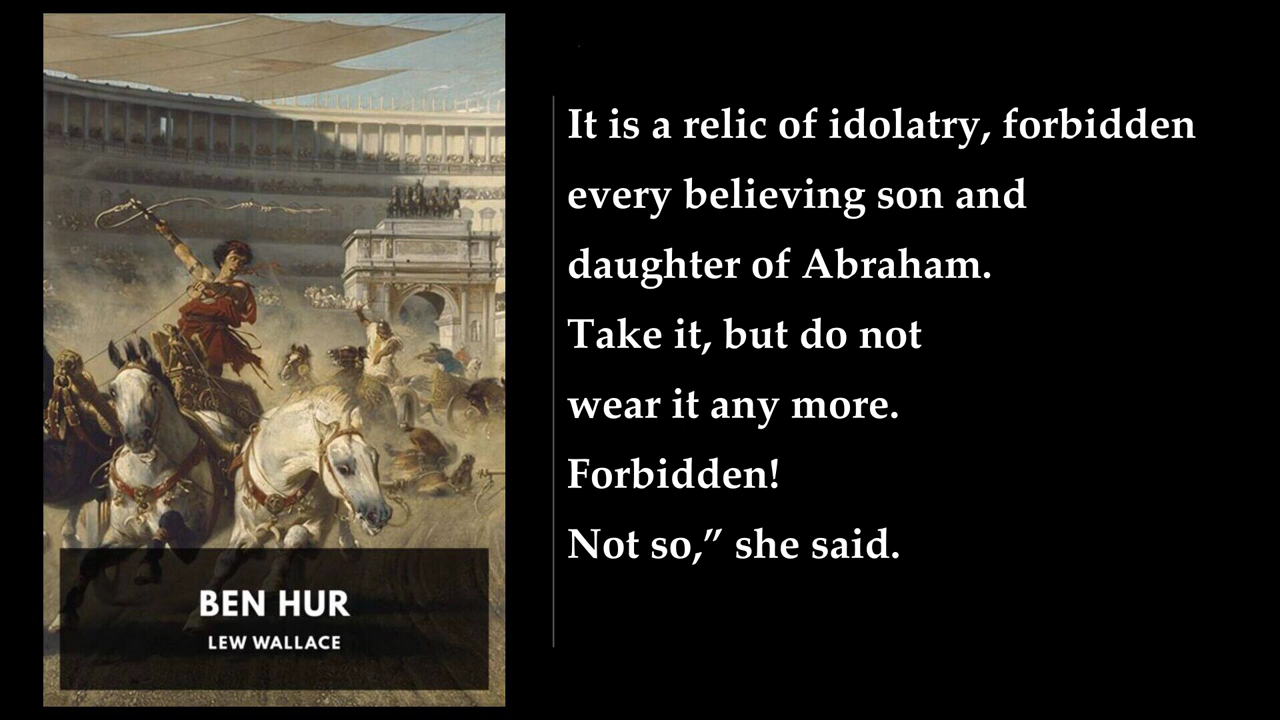 BEN HUR
LEW WALLACE
It is a relic of idolatry, forbidden
every believing son and
daughter of Abraham.
Take it, but do not
wear it any more.
Forbidden!
Not so,” she said.